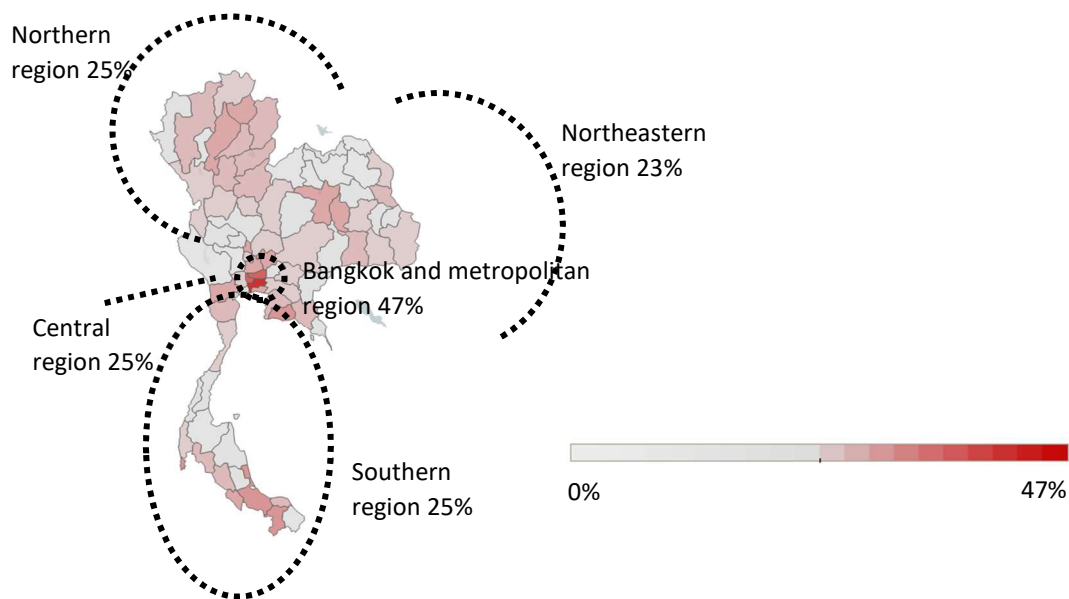 Northern
region 25%
Northeastern
region 23%
Bangkok and metropolitan
region 47%
Central
region 25%
Southern
region 25%
0%
47%